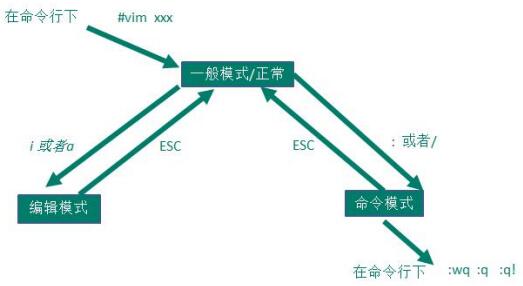 在命令行下 #vim xxx
一般模式/正常
i 或者a
ESC
ESC
: 或者/
编辑模式
命令模式
在命令行下 :wq :q :q!